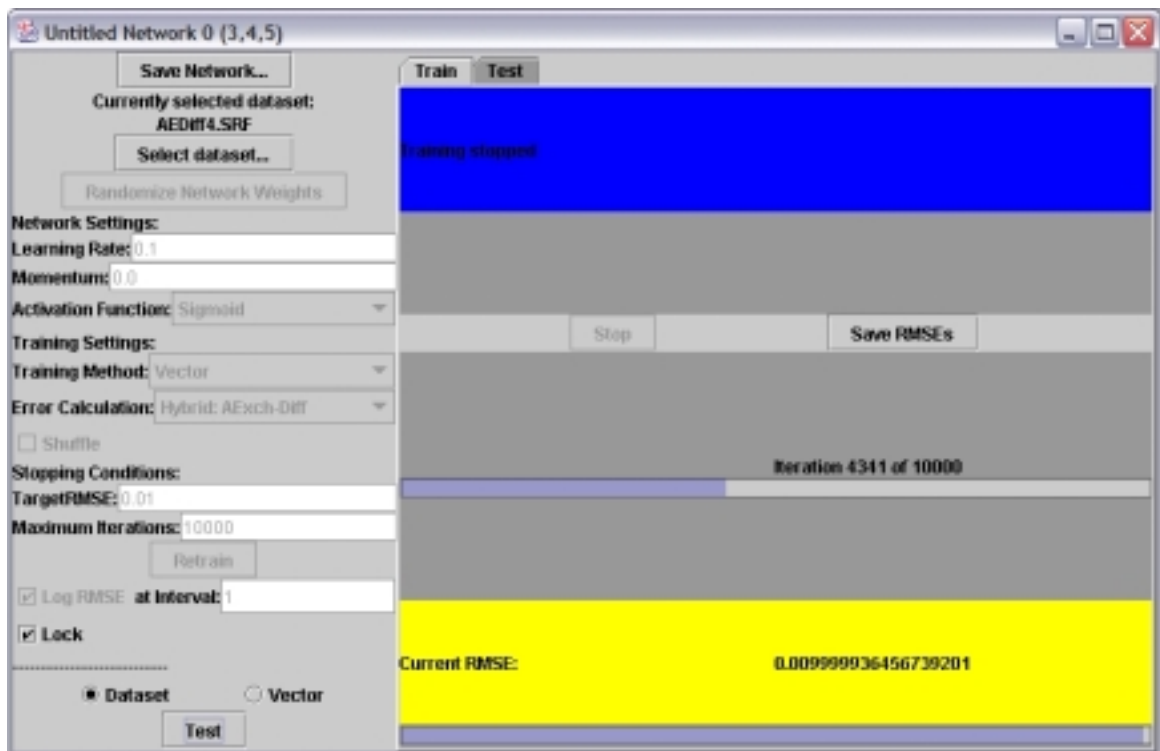 Untitled Network 0 (3,4,5)
Save Network...
Currently selected dataset:
AEDiff4.SRF
Select dataset...
Randomize Network Weights
Network Settings:
Learning Rate: 0.1
Momentum: 0.0
Activation Function: Sigmoid
Training Settings:
Training Method: Vector
Error Calculation: Hybrid: AExch-Diff
Shuffle
Stopping Conditions:
TargetRMSE: 0.01
Maximum Iterations: 10000
Retrain
Log RMSE at Interval: 1
Lock
----------------------------
Dataset Vector
Test
Train Test
Training stopped
Stop Save RMSEs
Iteration 4341 of 10000
Current RMSE: 0.009999936456739201